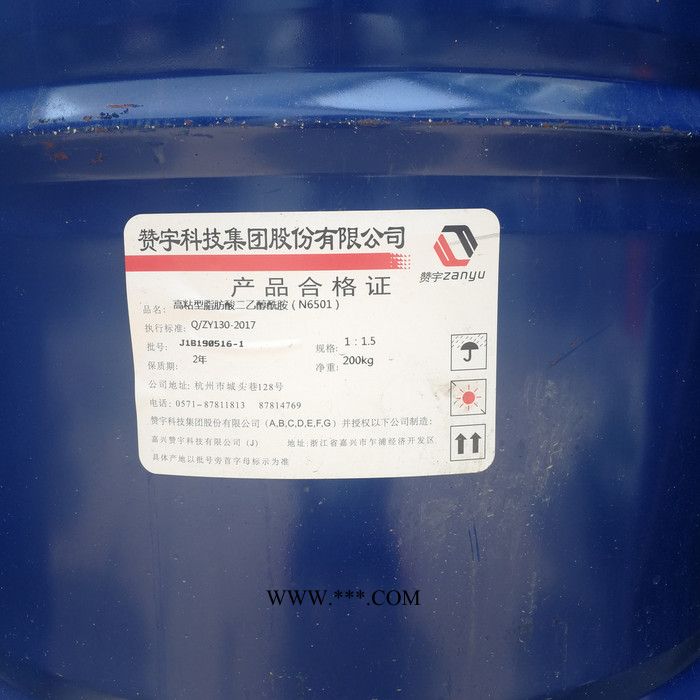 赞宇科技集团股份有限公司
赞宇zanyu
产品合格证
品名: 高粘型脂肪酸二乙醇酰胺(N6501)
执行标准: Q/ZY130-2017
批号: J1B190516-1 规格: 1:1.5
保质期: 2年 净重: 200kg
公司地址: 杭州市城头巷128号
电话: 0571-87811813 87814769
赞宇科技集团股份有限公司(A,B,C,D,E,F,G)并授权以下公司制造:
嘉兴赞宇科技有限公司(J) 地址:浙江省嘉兴市乍浦经济开发区
具体产地以批号旁首字母标示为准
WWW.***.COM